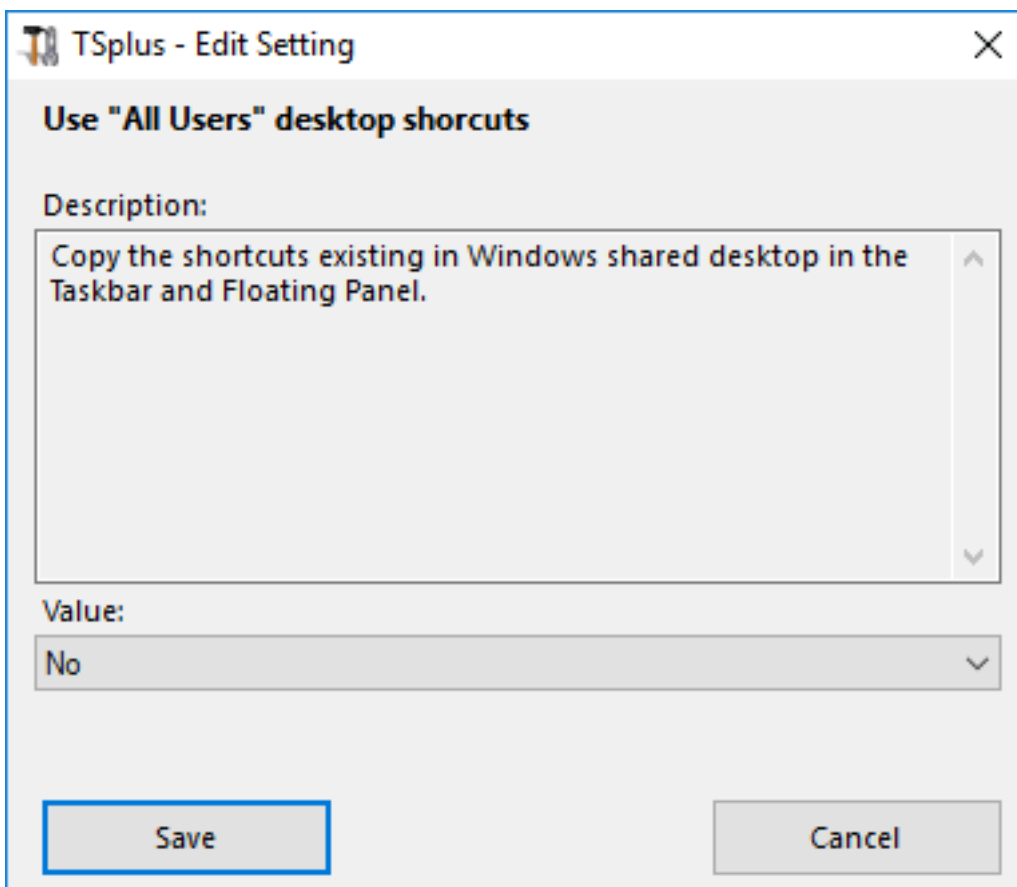 TSplus - Edit Setting
Use "All Users" desktop shorcuts
Description:
Copy the shortcuts existing in Windows shared desktop in the
Taskbar and Floating Panel.
Value:
No
Save
Cancel